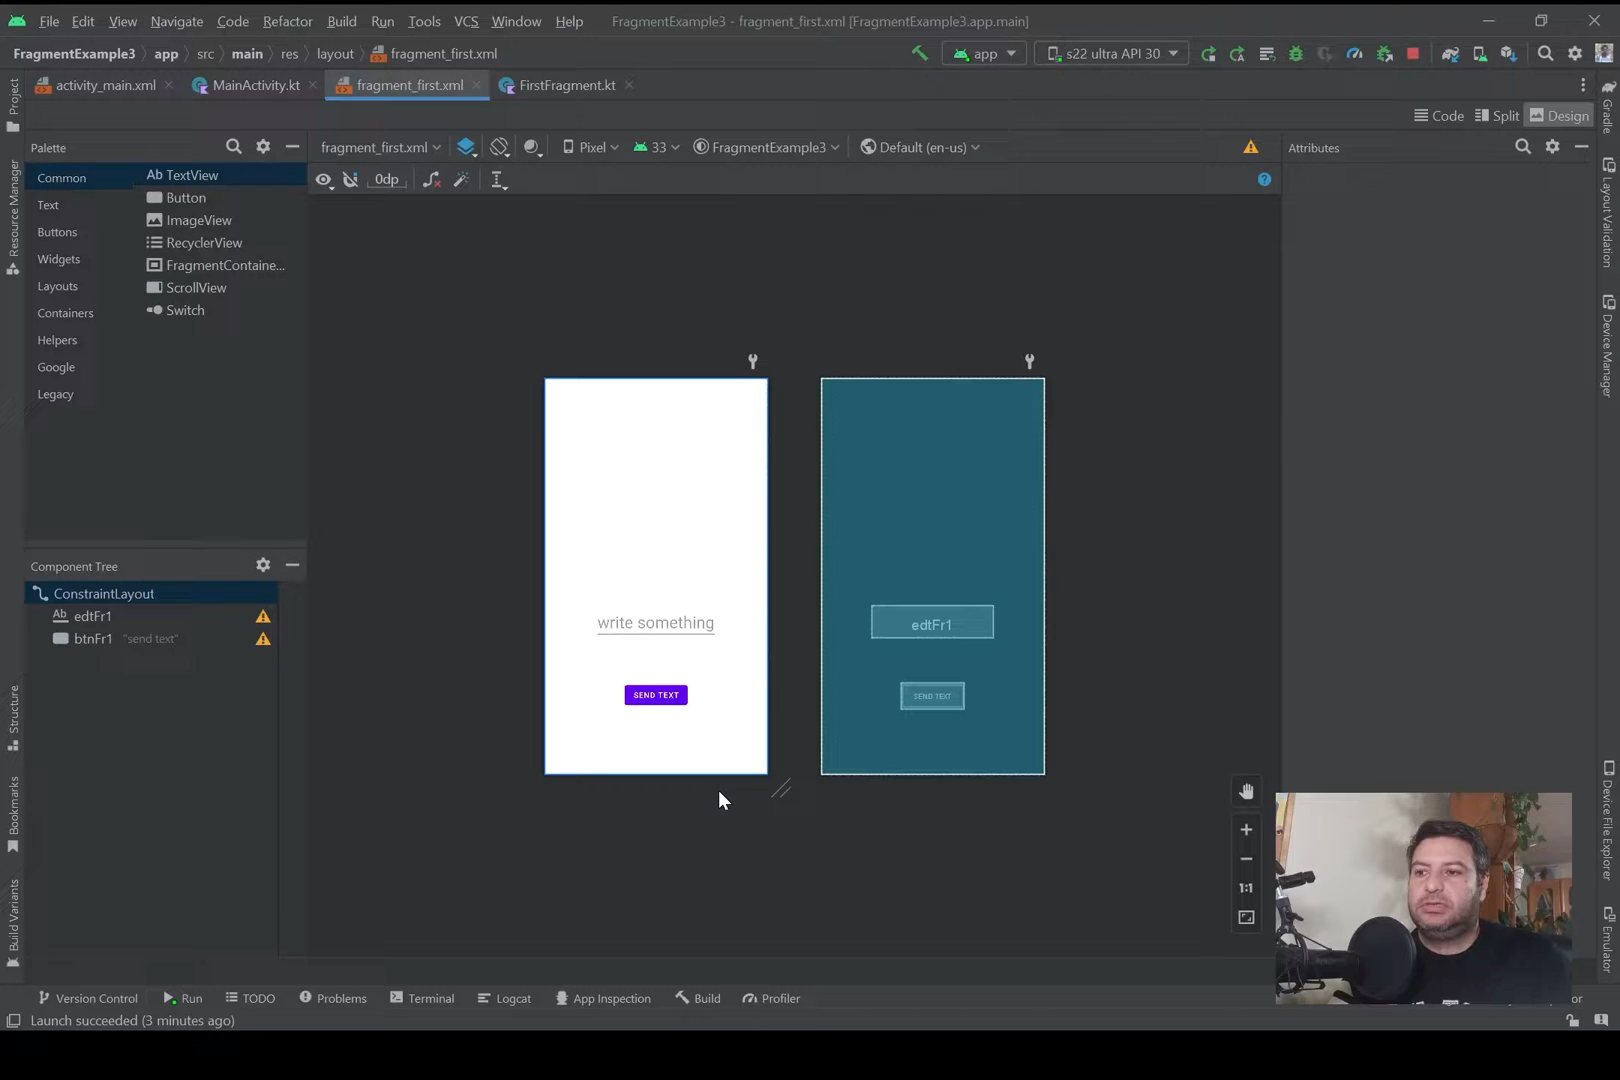 File Edit View Navigate Code Refactor Build Run Tools VCS Window Help FragmentExample3 - fragment_first.xml [FragmentExample3.app.main]
FragmentExample3 app src main res layout fragment_first.xml app s22 ultra API 30
activity_main.xml MainActivity.kt fragment_first.xml FirstFragment.kt
Code Split Design
Palette fragment_first.xml Pixel 33 FragmentExample3 Default (en-us) Attributes
Common Ab TextView 0dp
Text Button
Buttons ImageView
Widgets RecyclerView
Layouts FragmentContaine...
Containers ScrollView
Helpers Switch
Google
Legacy
Component Tree
ConstraintLayout
Ab edtFr1
btnFr1 "send text"
write something edtFr1
SEND TEXT SEND TEXT
1:1
Project
Resource Manager
Structure
Bookmarks
Build Variants
Gradle
Layout Validation
Device Manager
Device File Explorer
Emulator
Version Control Run TODO Problems Terminal Logcat App Inspection Build Profiler
Launch succeeded (3 minutes ago)